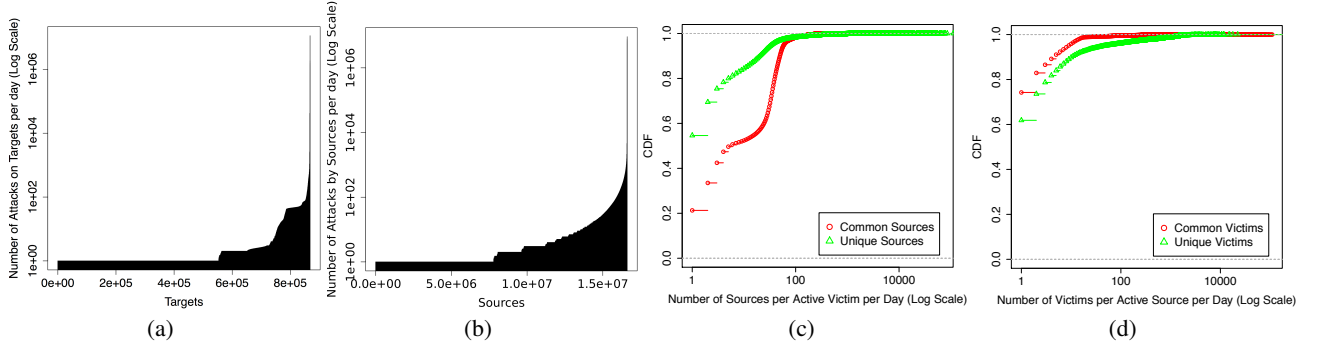 Number of Attacks on Targets per day (Log Scale)
1e+00 1e+02 1e+04 1e+06
0e+00 2e+05 4e+05 6e+05 8e+05
Targets
(a)
Number of Attacks by Sources per day (Log Scale)
1e+00 1e+02 1e+04 1e+06
0.0e+00 5.0e+06 1.0e+07 1.5e+07
Sources
(b)
CDF
0.0 0.2 0.4 0.6 0.8 1.0
Common Sources
Unique Sources
1 100 10000
Number of Sources per Active Victim per Day (Log Scale)
(c)
CDF
0.0 0.2 0.4 0.6 0.8 1.0
Common Victims
Unique Victims
1 100 10000
Number of Victims per Active Source per Day (Log Scale)
(d)